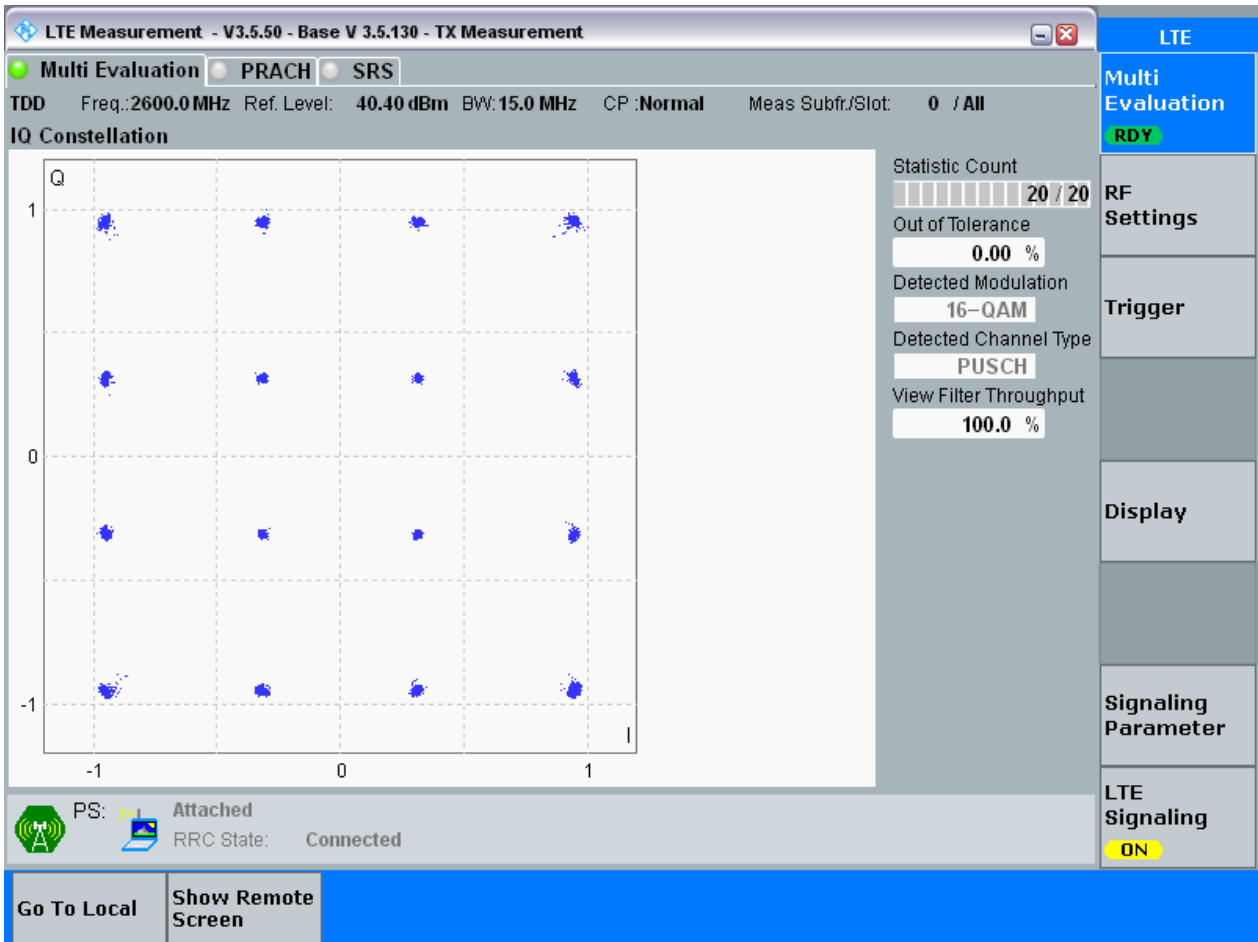 LTE Measurement - V3.5.50 - Base V 3.5.130 - TX Measurement
Multi Evaluation PRACH SRS
TDD Freq.:2600.0 MHz Ref. Level: 40.40 dBm BW:15.0 MHz CP :Normal Meas Subfr./Slot: 0 / All
IQ Constellation
Q
1
0
-1
-1 0 1
I
Statistic Count
20 / 20
Out of Tolerance
0.00 %
Detected Modulation
16-QAM
Detected Channel Type
PUSCH
View Filter Throughput
100.0 %
PS: Attached
RRC State: Connected
LTE
Multi
Evaluation
RDY
RF
Settings
Trigger
Display
Signaling
Parameter
LTE
Signaling
ON
Go To Local
Show Remote
Screen